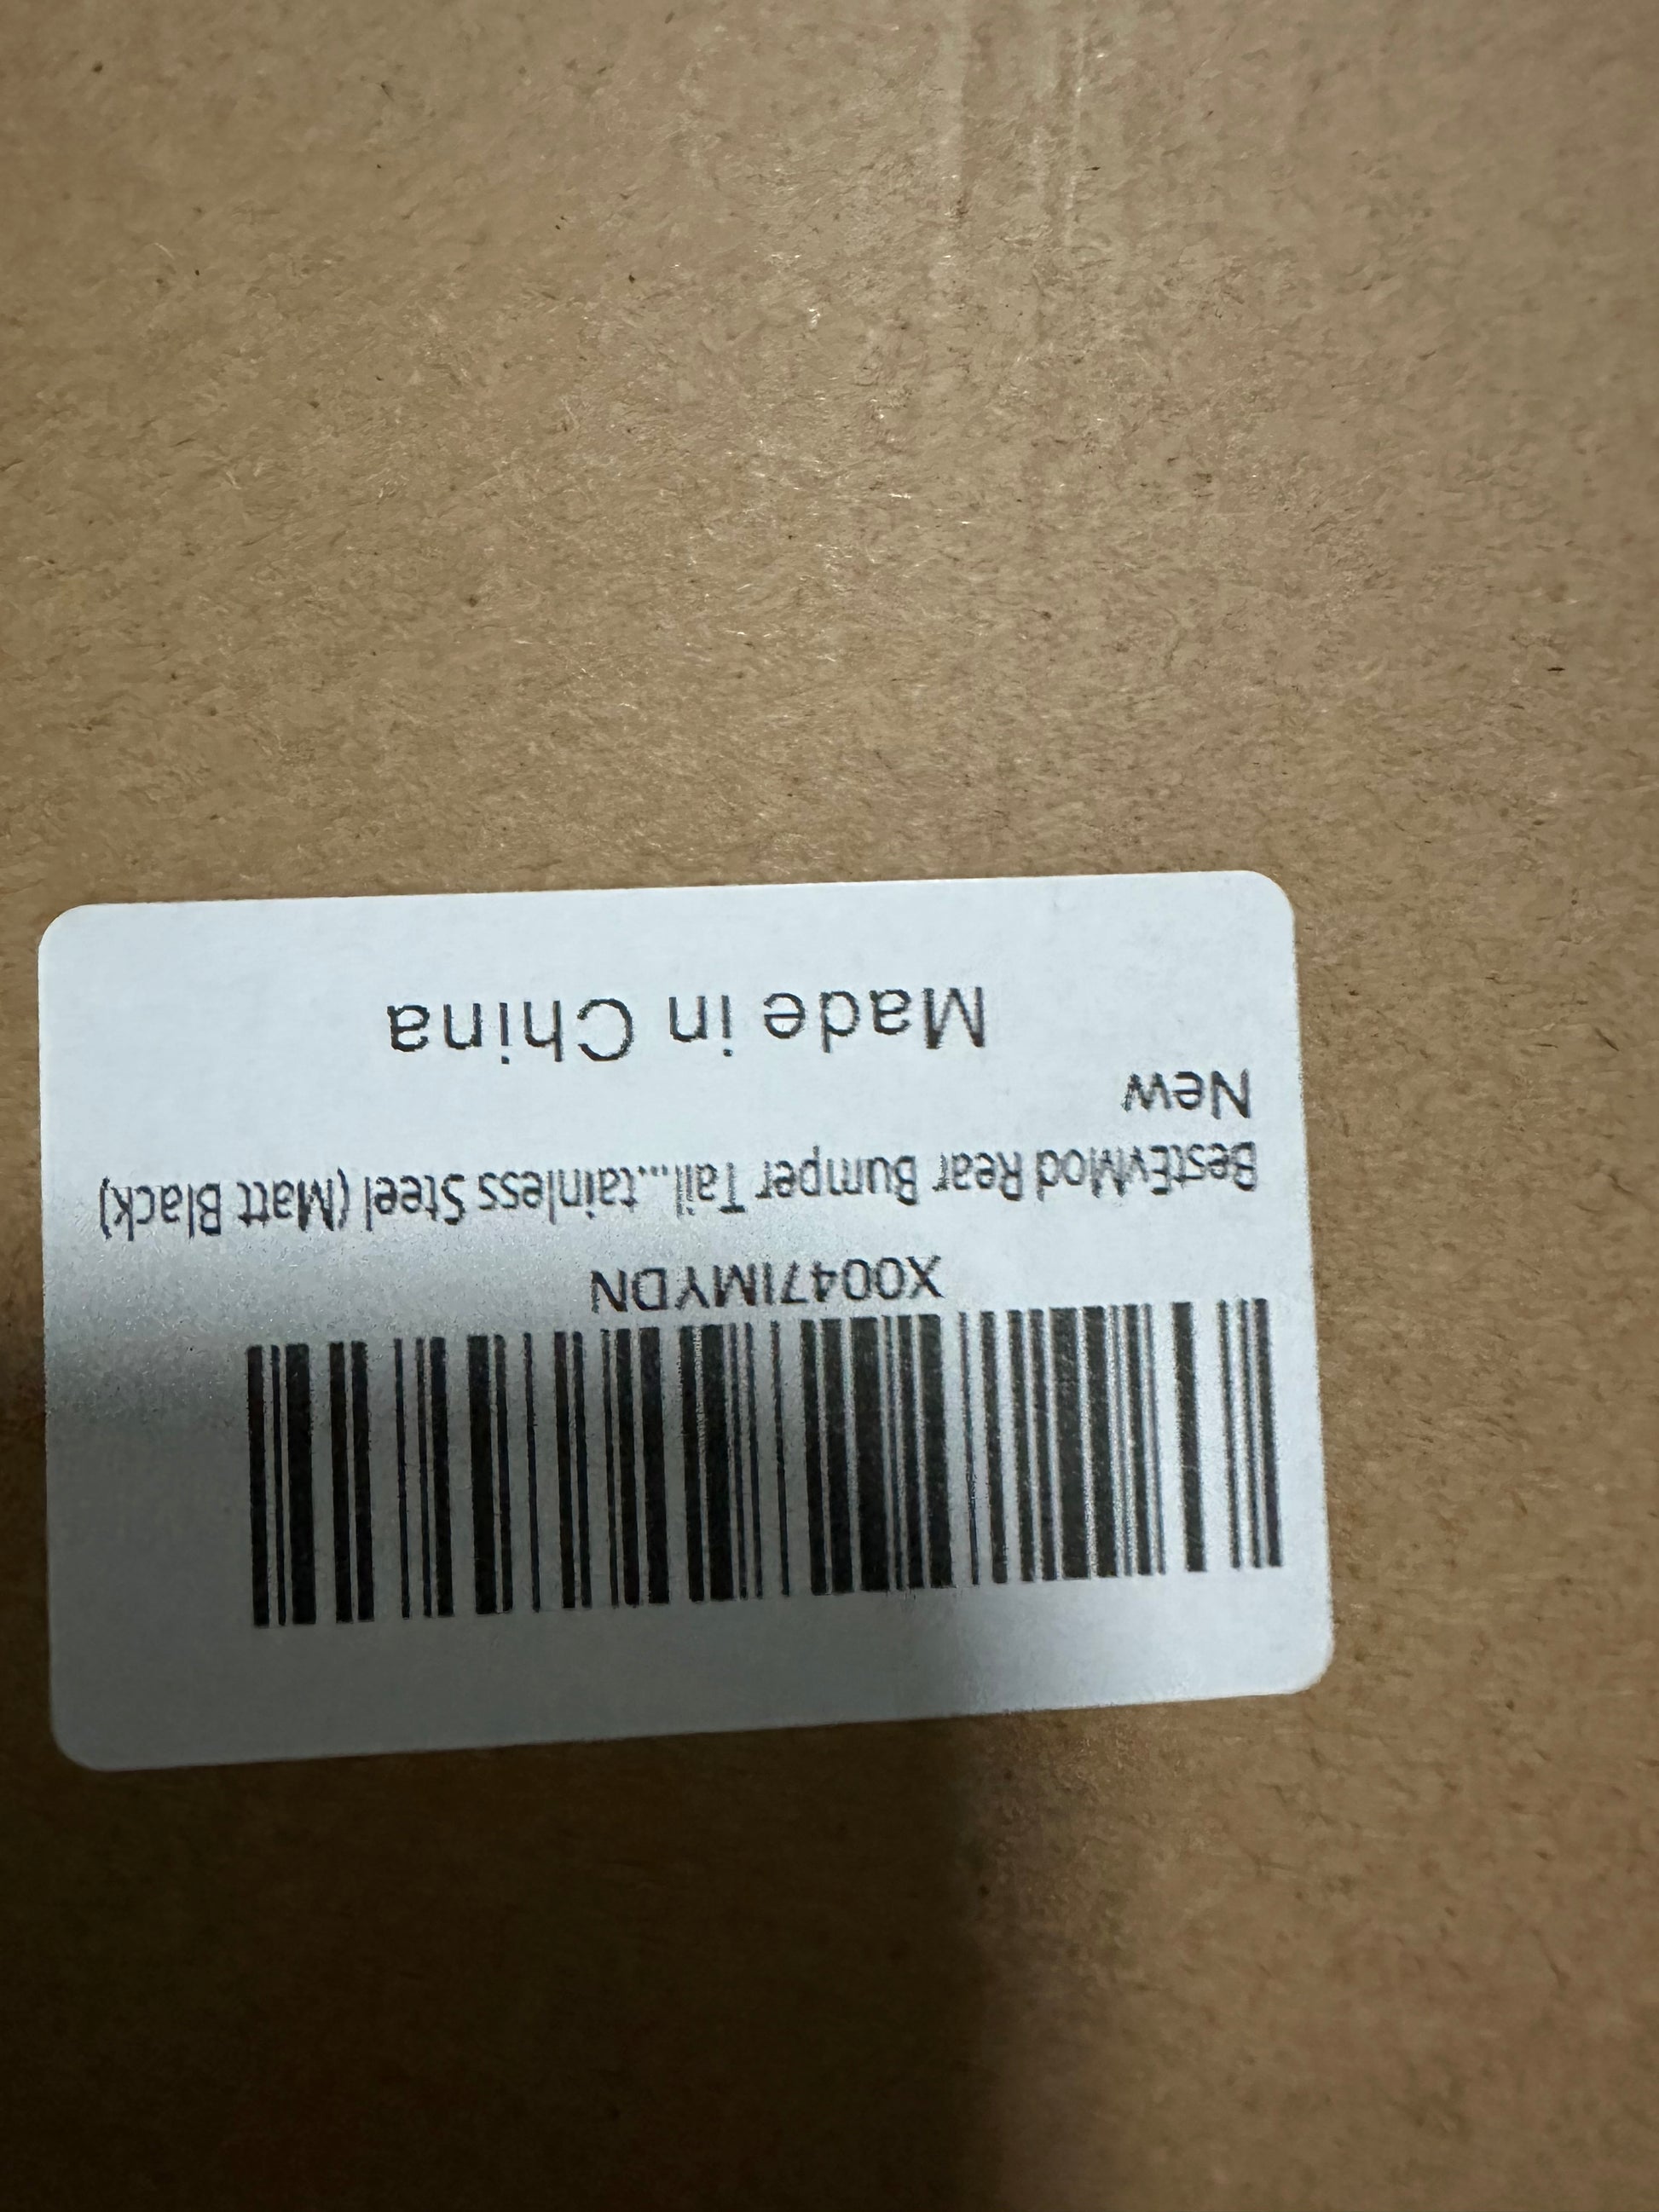 X0047IMYDN
BestEvMod Rear Bumper Tail...tainless Steel (Matt Black)
New
Made in China